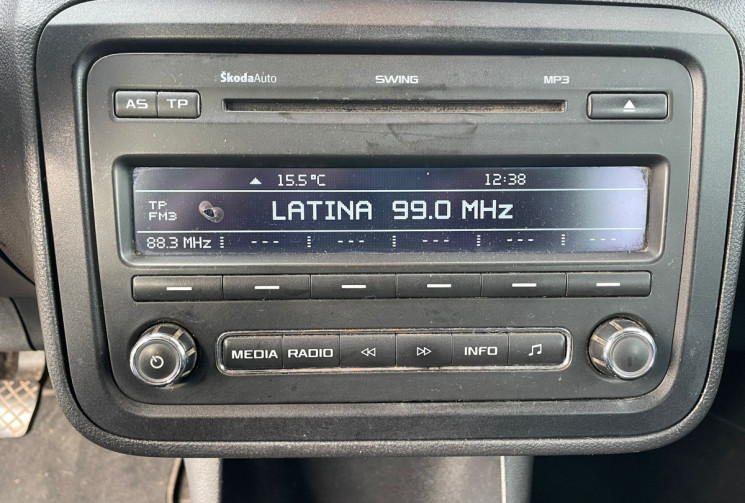 ŠkodaAuto SWING MP3
AS TP
15.5 °C 12:38
TP
FM3
LATINA 99.0 MHz
88.3 MHz --- --- --- --- ---
MEDIA RADIO INFO